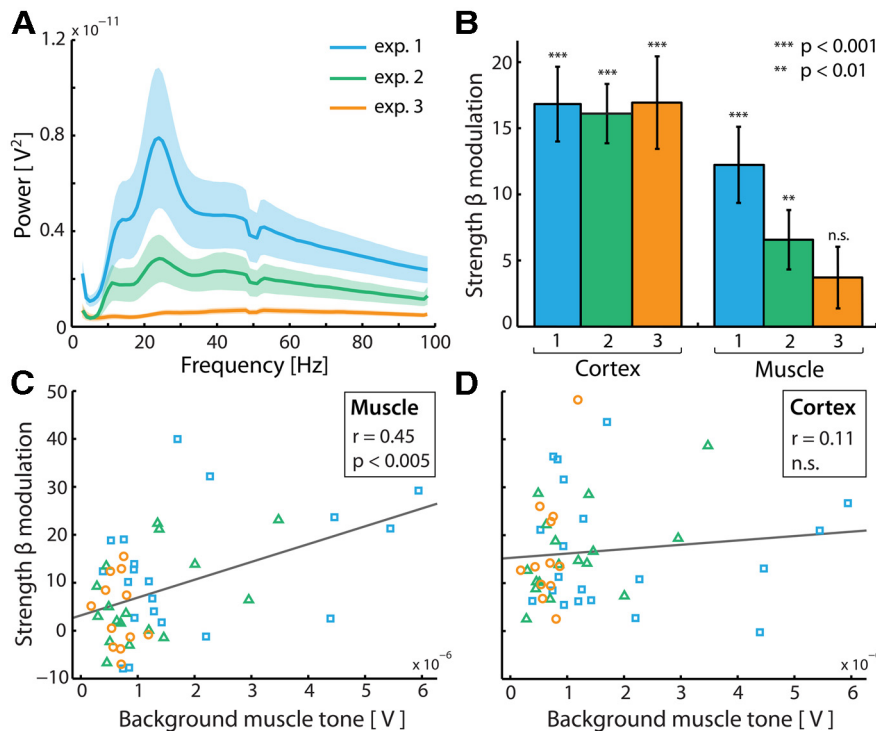 A
× 10⁻¹¹
1.2
0.8
0.4
0
Power [ V² ]
0 20 40 60 80 100
Frequency [Hz]
exp. 1
exp. 2
exp. 3
B
*** p < 0.001
** p < 0.01
20
15
10
5
0
Strength β modulation
*** *** *** *** ** n.s.
1 2 3 1 2 3
Cortex Muscle
C
50
40
30
20
10
0
−10
Strength β modulation
Muscle
r = 0.45
p < 0.005
× 10⁻⁶
0 1 2 3 4 5 6
Background muscle tone [ V ]
D
Cortex
r = 0.11
n.s.
0 1 2 3 4 5 6
Background muscle tone [ V ]